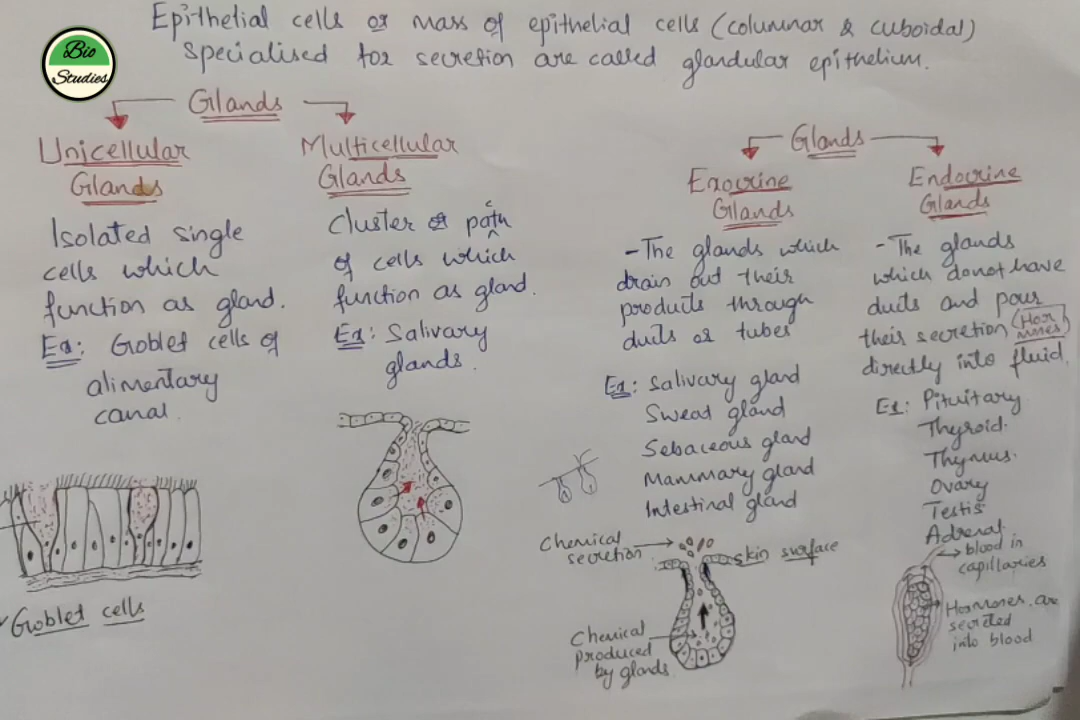 Epithelial cells or mass of epithelial cells (columnar & cuboidal)
Specialised for secretion are called glandular epithelium.
Bio
Studies
Glands
Unicellular
Glands
Isolated single
cells which
function as gland.
Ex: Goblet cells of
alimentary
canal.
Goblet cells
Multicellular
Glands
Cluster or patch
of cells which
function as gland.
Ex: Salivary
glands.
Glands
Exocrine
Glands
- The glands which
drain out their
products through
ducts or tubes
Ex: Salivary gland
Sweat gland
Sebaceous gland
Mammary gland
Intestinal gland
Chemical
secretion
skin surface
Chemical
produced
by glands
Endocrine
Glands
- The glands
which donot have
ducts and pour
their secretion (Hormones)
directly into fluid.
Ex: Pituitary
Thyroid.
Thymus.
Ovary
Testis
Adrenal.
blood in
capillaries
Hormones are
secreted
into blood